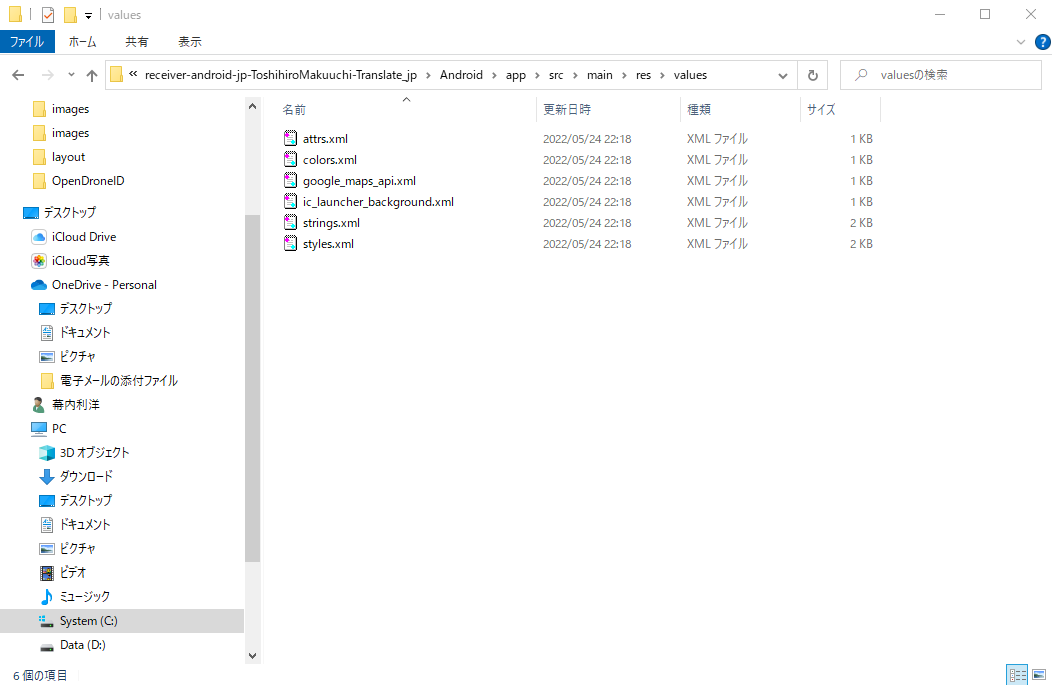 values
ファイル ホーム 共有 表示
« receiver-android-jp-ToshihiroMakuuchi-Translate_jp › Android › app › src › main › res › values
valuesの検索
images
images
layout
OpenDroneID
デスクトップ
iCloud Drive
iCloud写真
OneDrive - Personal
デスクトップ
ドキュメント
ピクチャ
電子メールの添付ファイル
幕内利洋
PC
3D オブジェクト
ダウンロード
デスクトップ
ドキュメント
ピクチャ
ビデオ
ミュージック
System (C:)
Data (D:)
名前 更新日時 種類 サイズ
attrs.xml 2022/05/24 22:18 XML ファイル 1 KB
colors.xml 2022/05/24 22:18 XML ファイル 1 KB
google_maps_api.xml 2022/05/24 22:18 XML ファイル 1 KB
ic_launcher_background.xml 2022/05/24 22:18 XML ファイル 1 KB
strings.xml 2022/05/24 22:18 XML ファイル 2 KB
styles.xml 2022/05/24 22:18 XML ファイル 2 KB
6 個の項目